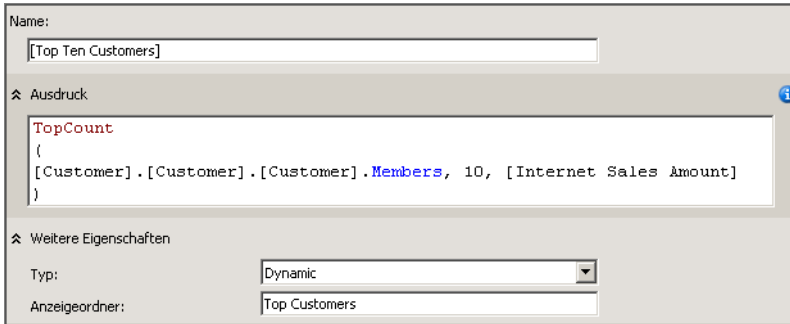 Name:
[Top Ten Customers]
Ausdruck
TopCount
(
[Customer].[Customer].[Customer].Members, 10, [Internet Sales Amount]
)
Weitere Eigenschaften
Typ: Dynamic
Anzeigeordner: Top Customers